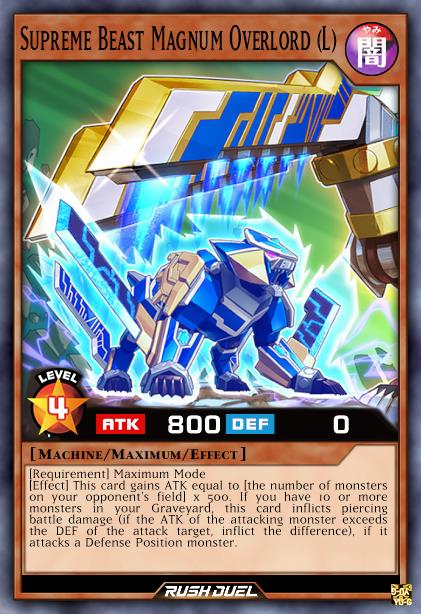 Supreme Beast Magnum Overlord (L)
やみ
闇
LEVEL
4
ATK 800 DEF 0
[Machine/Maximum/Effect]
[Requirement] Maximum Mode
[Effect] This card gains ATK equal to [the number of monsters
on your opponent's field] x 500. If you have 10 or more
monsters in your Graveyard, this card inflicts piercing
battle damage (if the ATK of the attacking monster exceeds
the DEF of the attack target, inflict the difference), if it
attacks a Defense Position monster.
RUSH DUEL